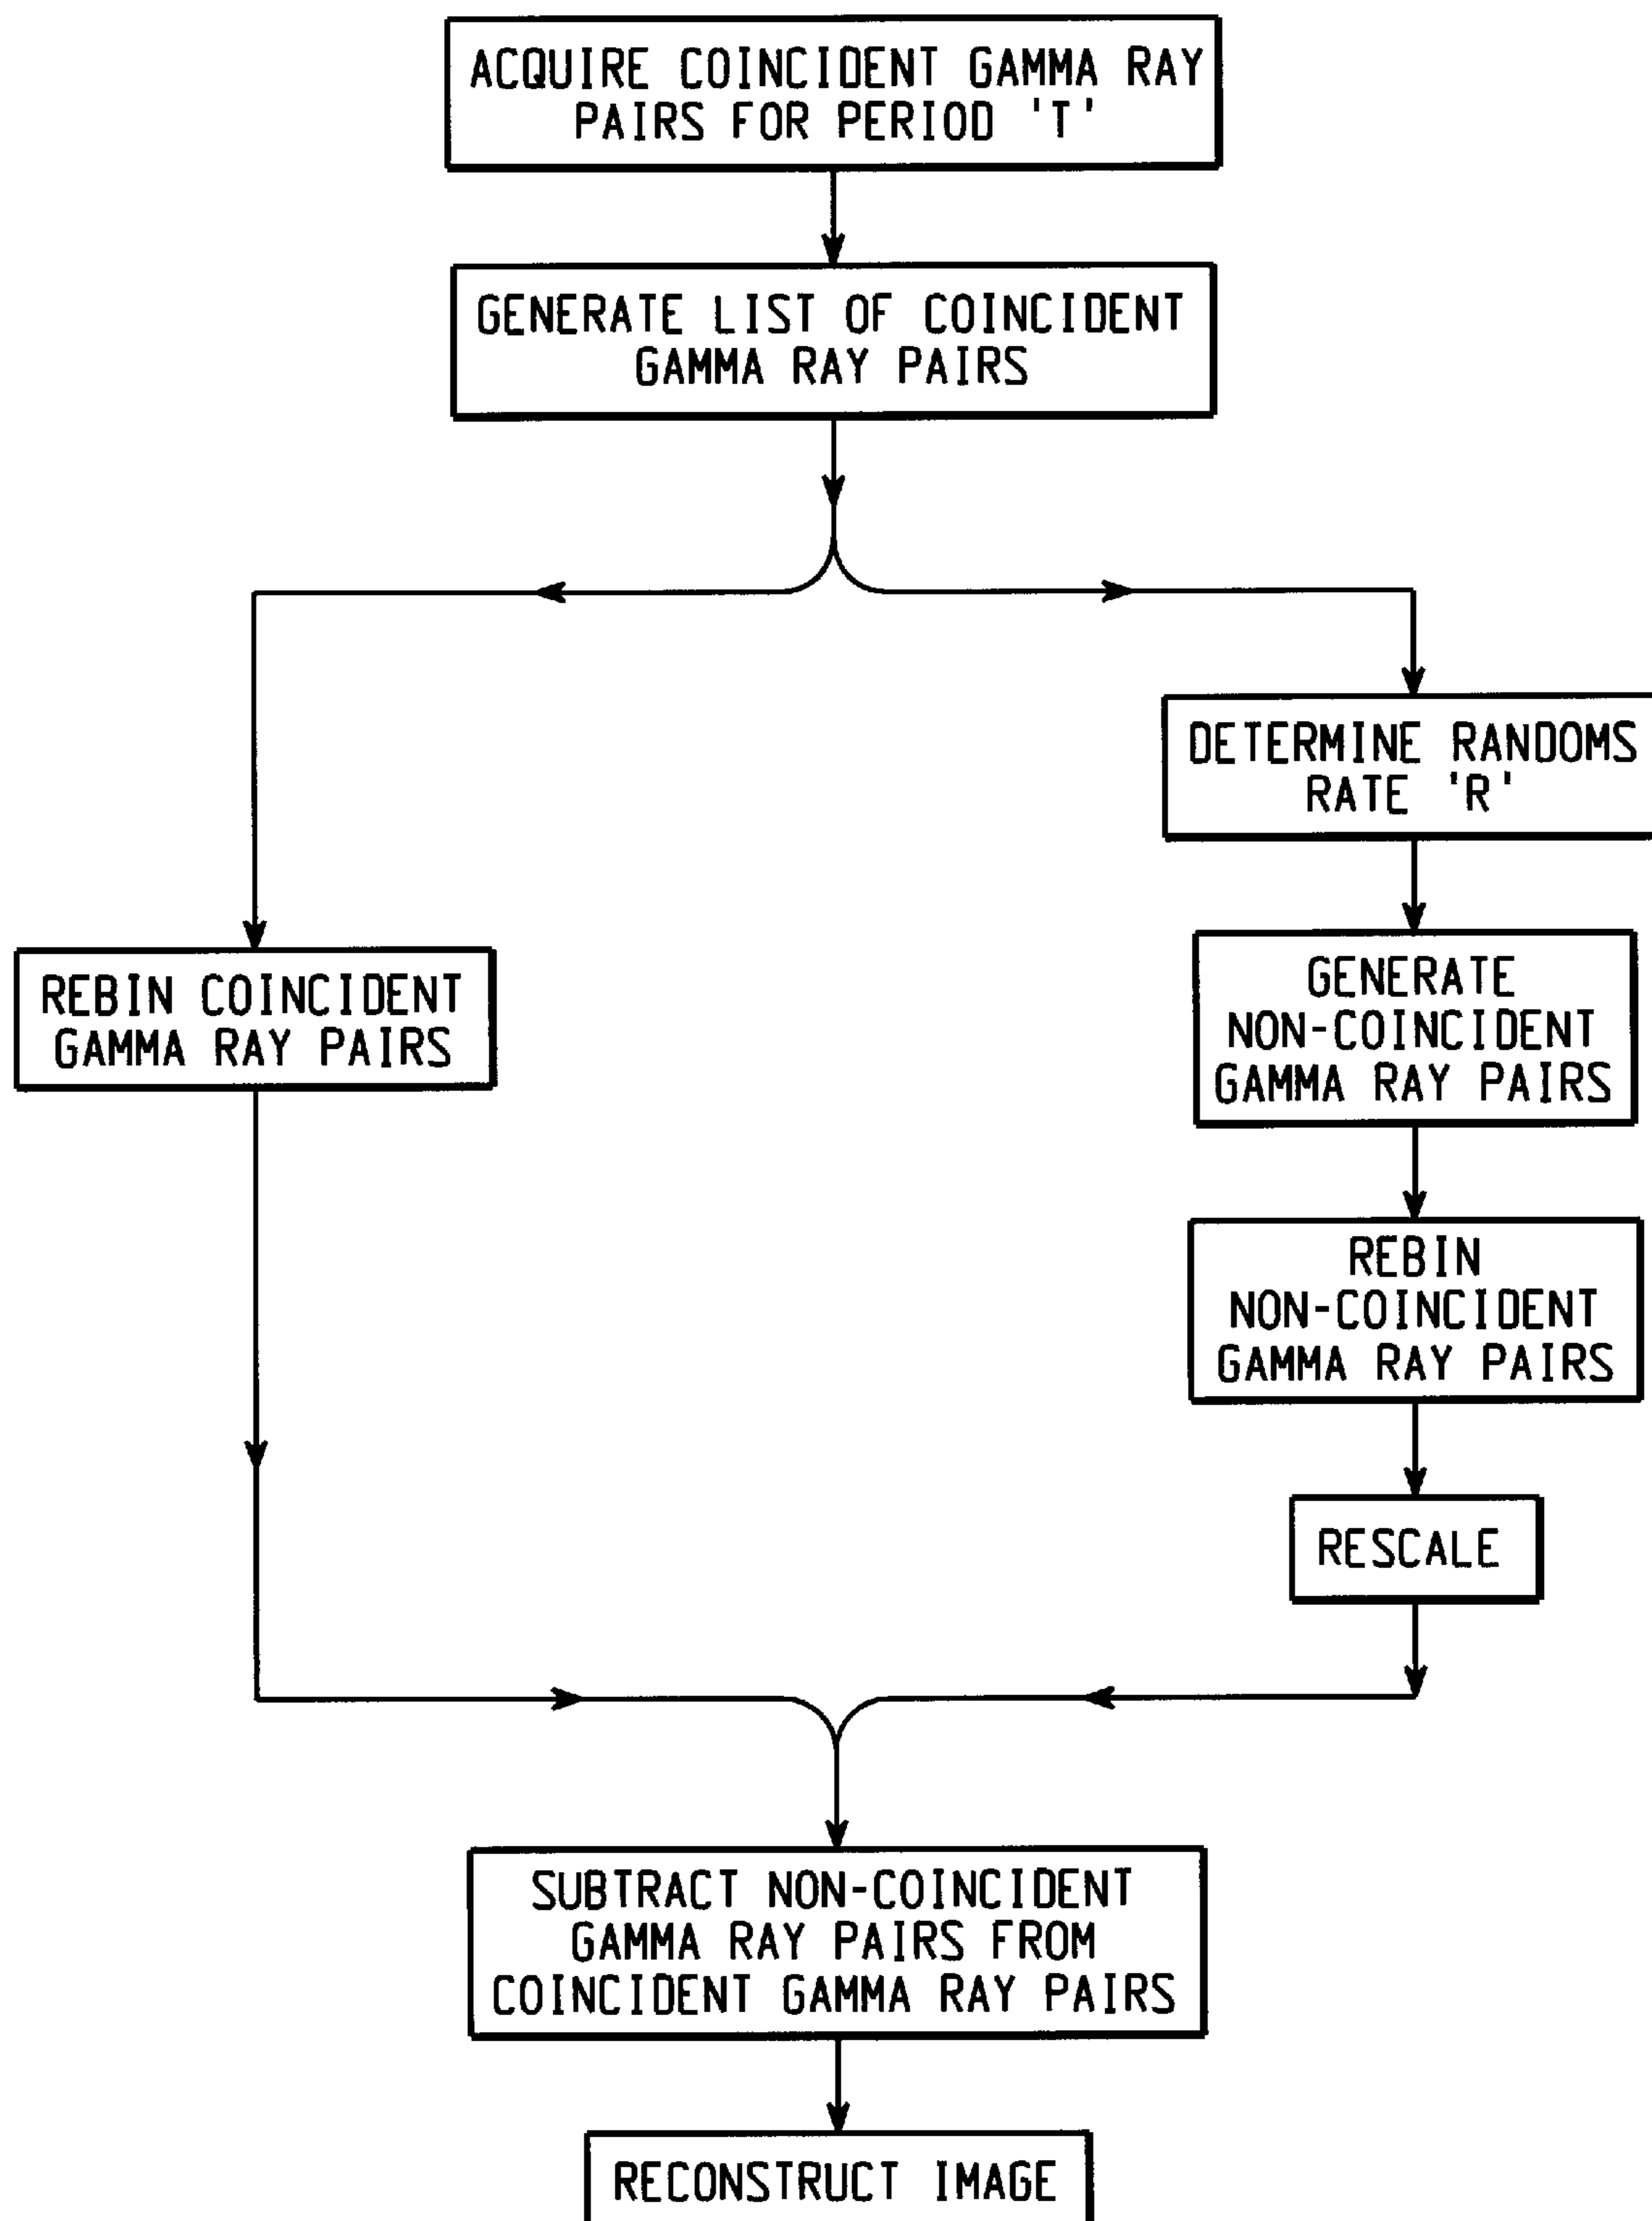 ACQUIRE COINCIDENT GAMMA RAY
PAIRS FOR PERIOD 'T'
GENERATE LIST OF COINCIDENT
GAMMA RAY PAIRS
DETERMINE RANDOMS
RATE 'R'
REBIN COINCIDENT
GAMMA RAY PAIRS
GENERATE
NON-COINCIDENT
GAMMA RAY PAIRS
REBIN
NON-COINCIDENT
GAMMA RAY PAIRS
RESCALE
SUBTRACT NON-COINCIDENT
GAMMA RAY PAIRS FROM
COINCIDENT GAMMA RAY PAIRS
RECONSTRUCT IMAGE